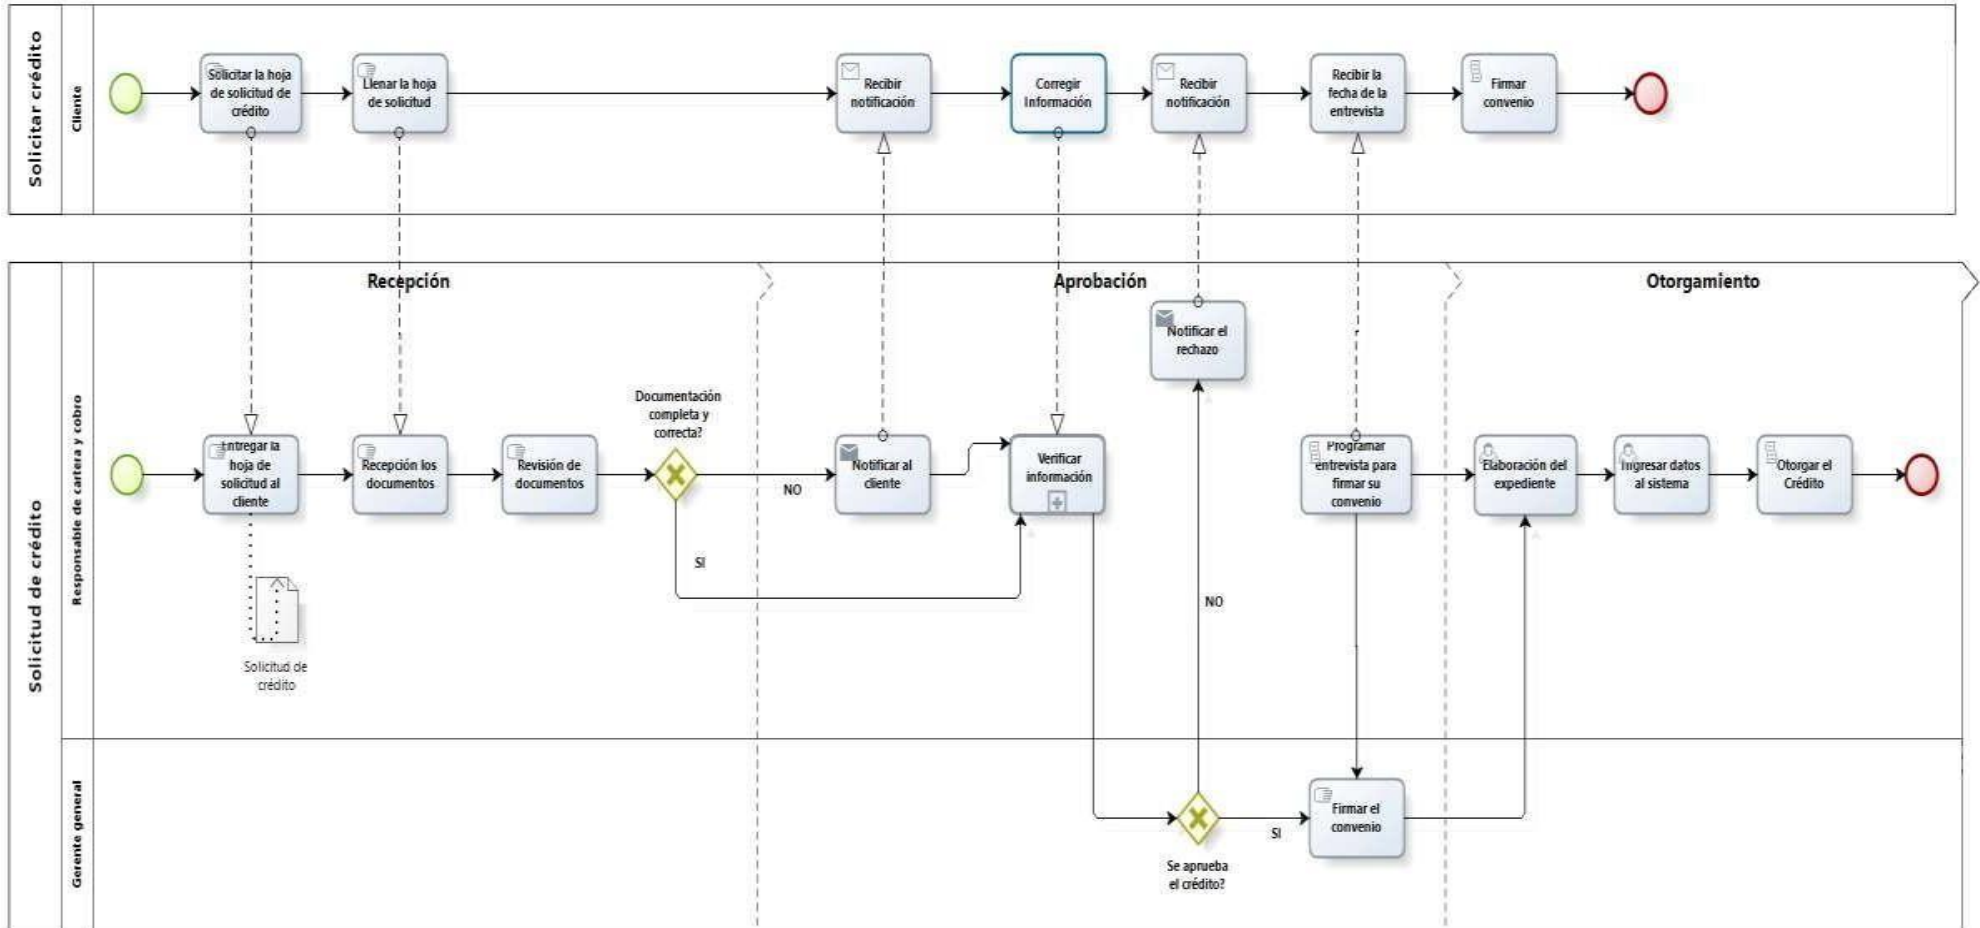 Solicitar crédito
Cliente
Solicitar la hoja
de solicitud de
crédito
Llenar la hoja
de solicitud
Recibir
notificación
Corregir
Información
Recibir
notificación
Recibir la
fecha de la
entrevista
Firmar
convenio
Solicitud de crédito
Responsable de cartera y cobro
Gerente general
Recepción
Aprobación
Otorgamiento
Notificar el
rechazo
Documentación
completa y
correcta?
Entregar la
hoja de
solicitud al
cliente
Recepción los
documentos
Revisión de
documentos
NO
Notificar al
cliente
Verificar
información
Programar
entrevista para
firmar su
convenio
Elaboración del
expediente
Ingresar datos
al sistema
Otorgar el
Crédito
SI
NO
Solicitud de
crédito
Firmar el
convenio
SI
Se aprueba
el crédito?